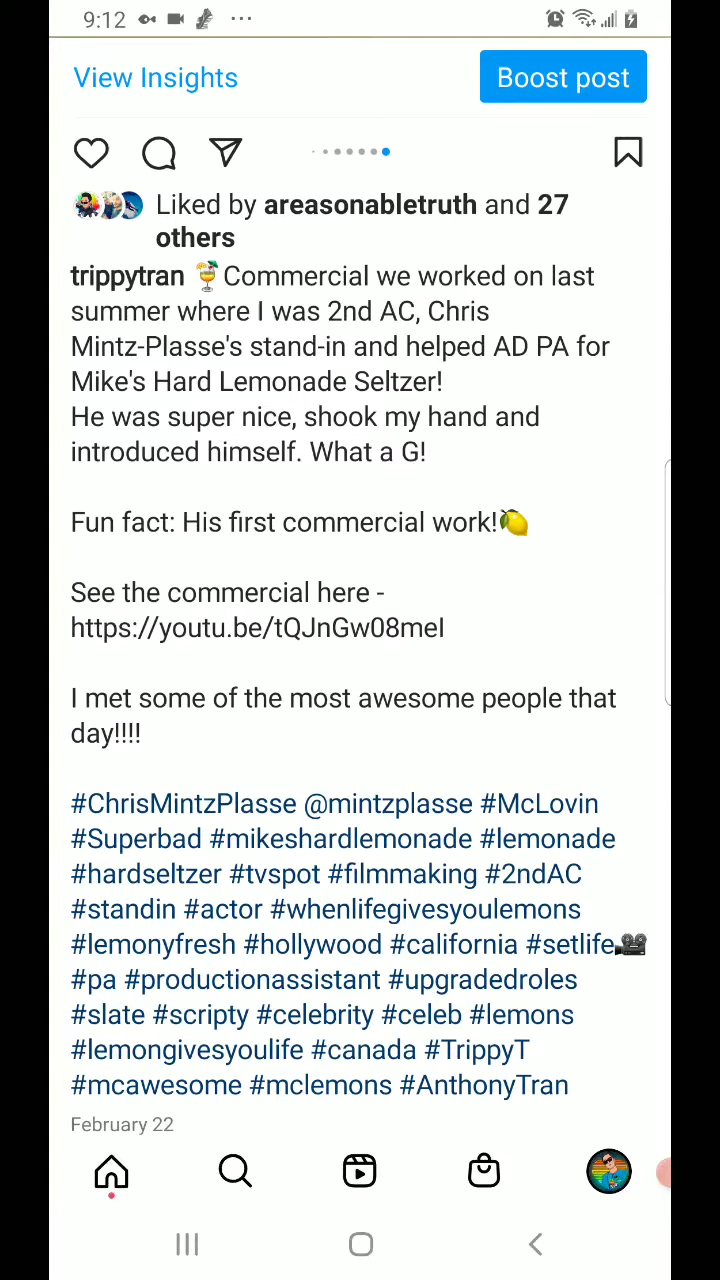 9:12
View Insights
Boost post
Liked by areasonabletruth and 27
others
trippytran 🍹Commercial we worked on last
summer where I was 2nd AC, Chris
Mintz-Plasse's stand-in and helped AD PA for
Mike's Hard Lemonade Seltzer!
He was super nice, shook my hand and
introduced himself. What a G!
Fun fact: His first commercial work!🍋
See the commercial here -
https://youtu.be/tQJnGw08meI
I met some of the most awesome people that
day!!!!
#ChrisMintzPlasse @mintzplasse #McLovin
#Superbad #mikeshardlemonade #lemonade
#hardseltzer #tvspot #filmmaking #2ndAC
#standin #actor #whenlifegivesyoulemons
#lemonyfresh #hollywood #california #setlife🎥
#pa #productionassistant #upgradedroles
#slate #scripty #celebrity #celeb #lemons
#lemongivesyoulife #canada #TrippyT
#mcawesome #mclemons #AnthonyTran
February 22